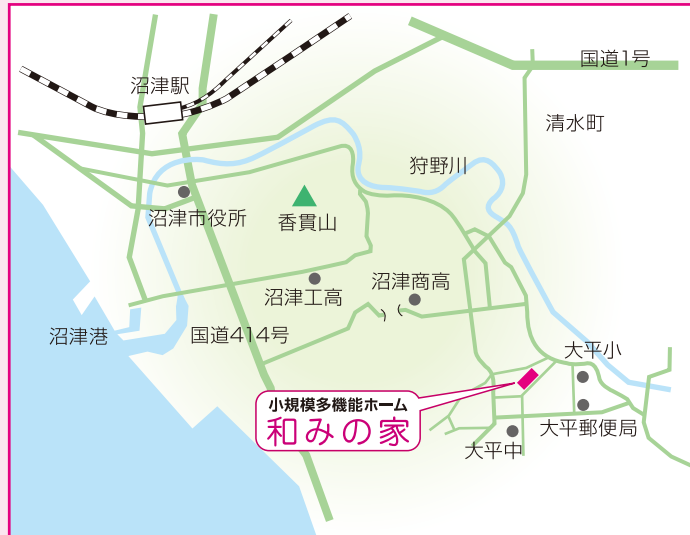 国道1号
沼津駅
清水町
狩野川
沼津市役所
香貫山
沼津商高
沼津工高
沼津港
国道414号
大平小
小規模多機能ホーム
和みの家
大平郵便局
大平中